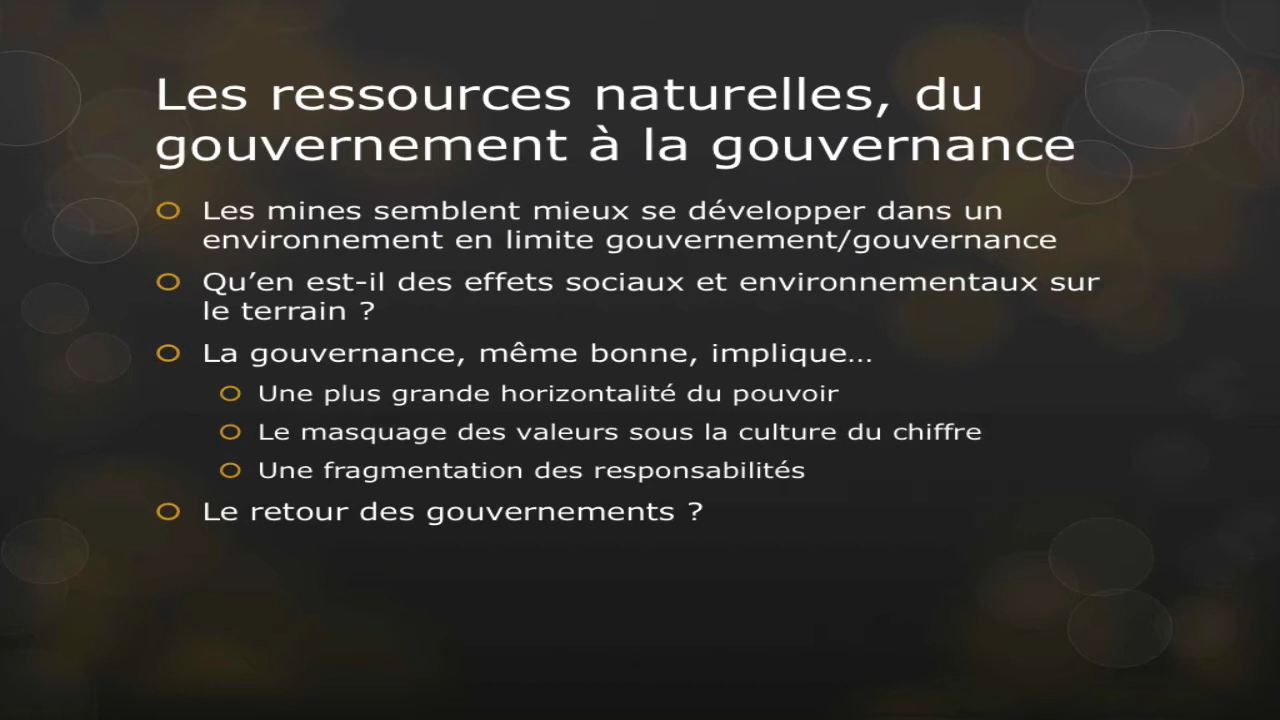 Les ressources naturelles, du
gouvernement à la gouvernance
Les mines semblent mieux se développer dans un
environnement en limite gouvernement/gouvernance
Qu’en est-il des effets sociaux et environnementaux sur
le terrain ?
La gouvernance, même bonne, implique…
Une plus grande horizontalité du pouvoir
Le masquage des valeurs sous la culture du chiffre
Une fragmentation des responsabilités
Le retour des gouvernements ?